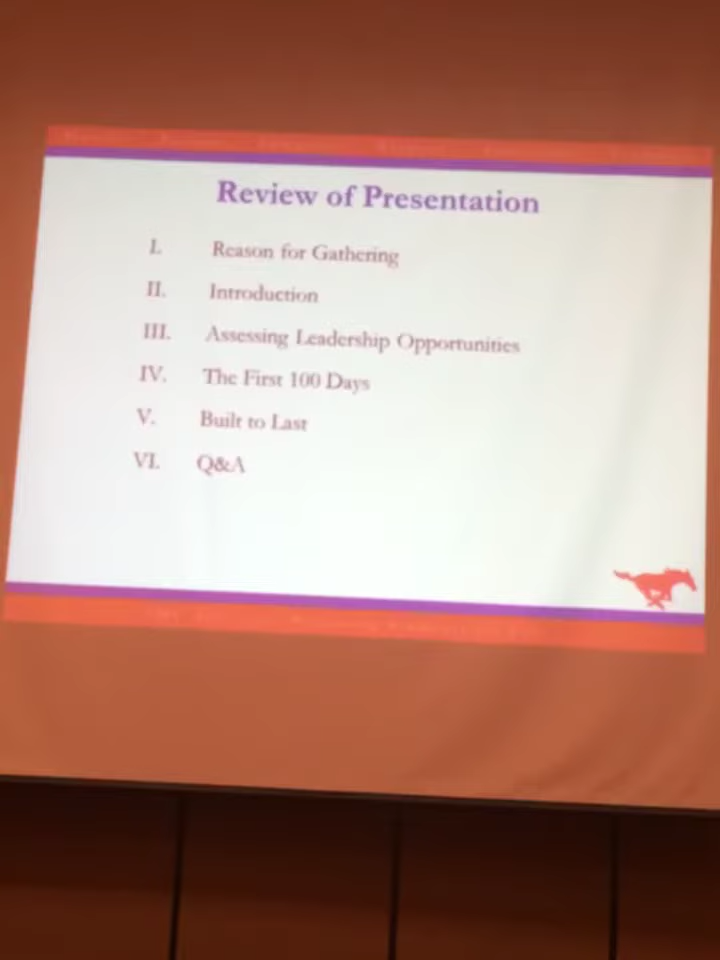 Review of Presentation
I. Reason for Gathering
II. Introduction
III. Assessing Leadership Opportunities
IV. The First 100 Days
V. Built to Last
VI. Q&A